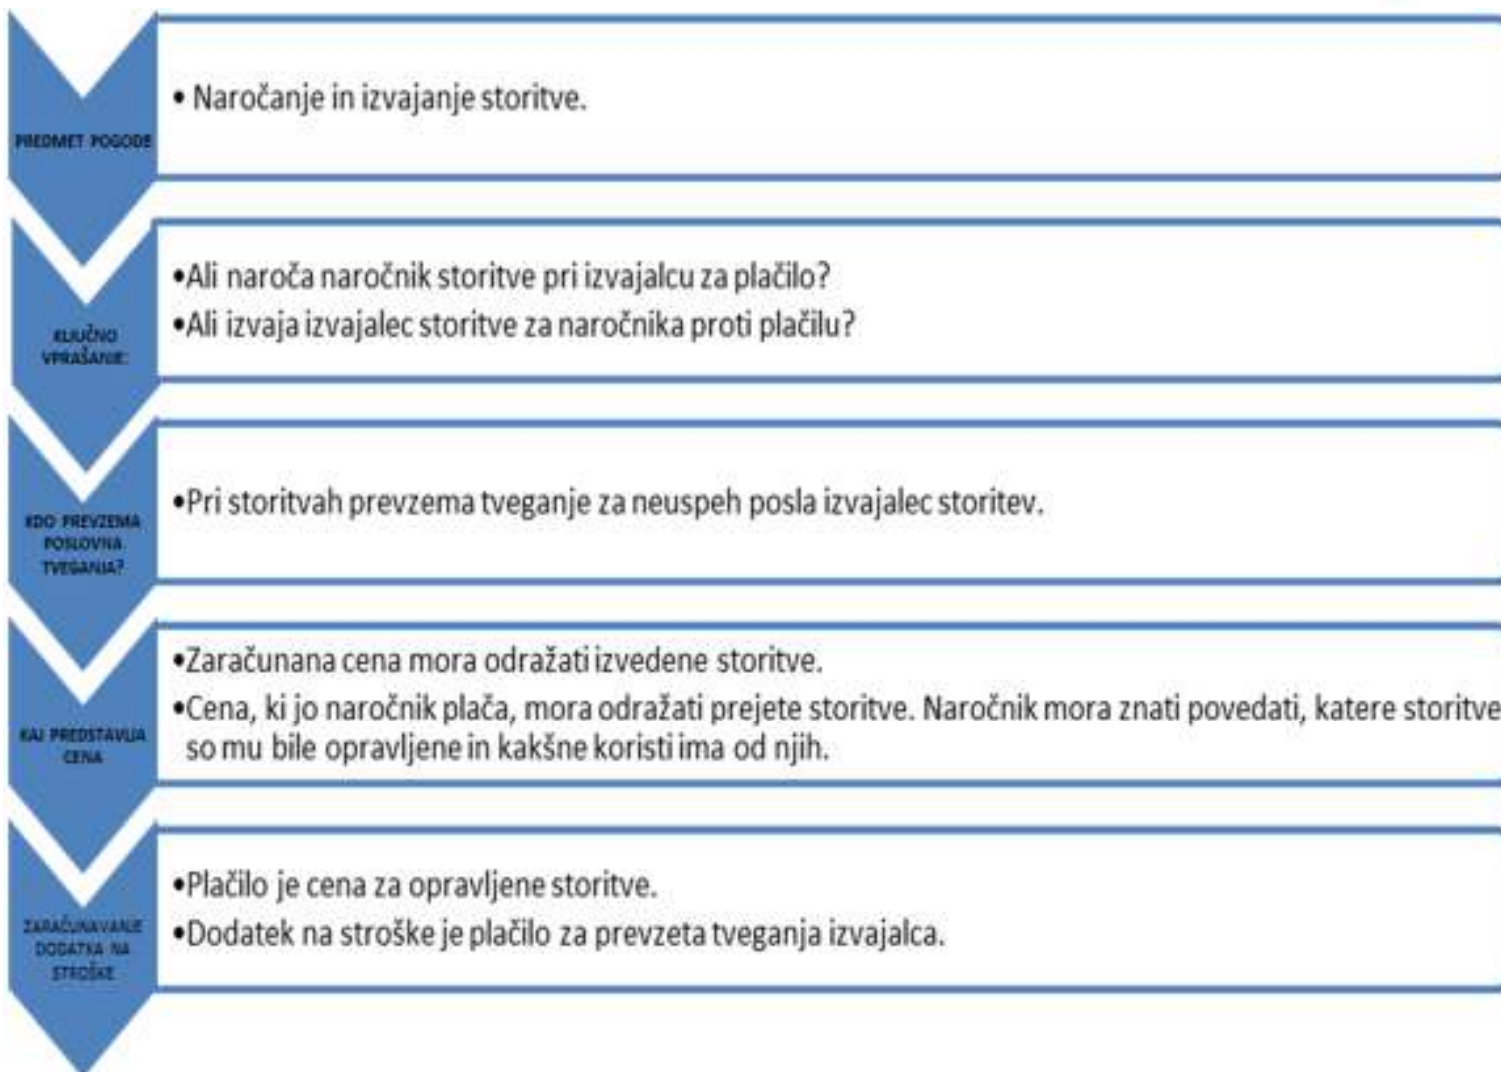 PREDMET POGODB
• Naročanje in izvajanje storitve.
KLJUČNO
VPRAŠANJE:
•Ali naroča naročnik storitve pri izvajalcu za plačilo?
•Ali izvaja izvajalec storitve za naročnika proti plačilu?
KDO PREVZEMA
POSLOVNA
TVEGANJA?
•Pri storitvah prevzema tveganje za neuspeh posla izvajalec storitev.
KAJ PREDSTAVLJA
CENA
•Zaračunana cena mora odražati izvedene storitve.
•Cena, ki jo naročnik plača, mora odražati prejete storitve. Naročnik mora znati povedati, katere storitve
so mu bile opravljene in kakšne koristi ima od njih.
ZARAČUNAVANJE
DODATKA NA
STROŠKE
•Plačilo je cena za opravljene storitve.
•Dodatek na stroške je plačilo za prevzeta tveganja izvajalca.